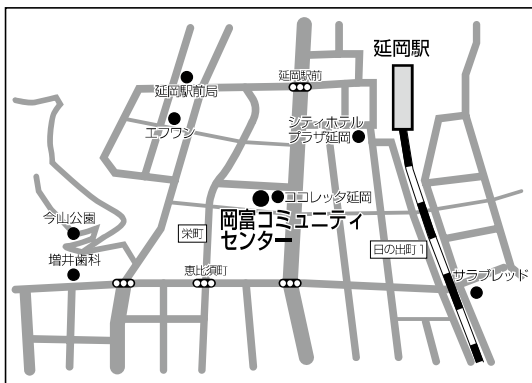 延岡駅
延岡駅前
延岡駅前局
エフワン
シティホテル
プラザ延岡
ココレッタ延岡
岡富コミュニティ
センター
今山公園
栄町
日の出町1
増井歯科
恵比須町
サラブレッド